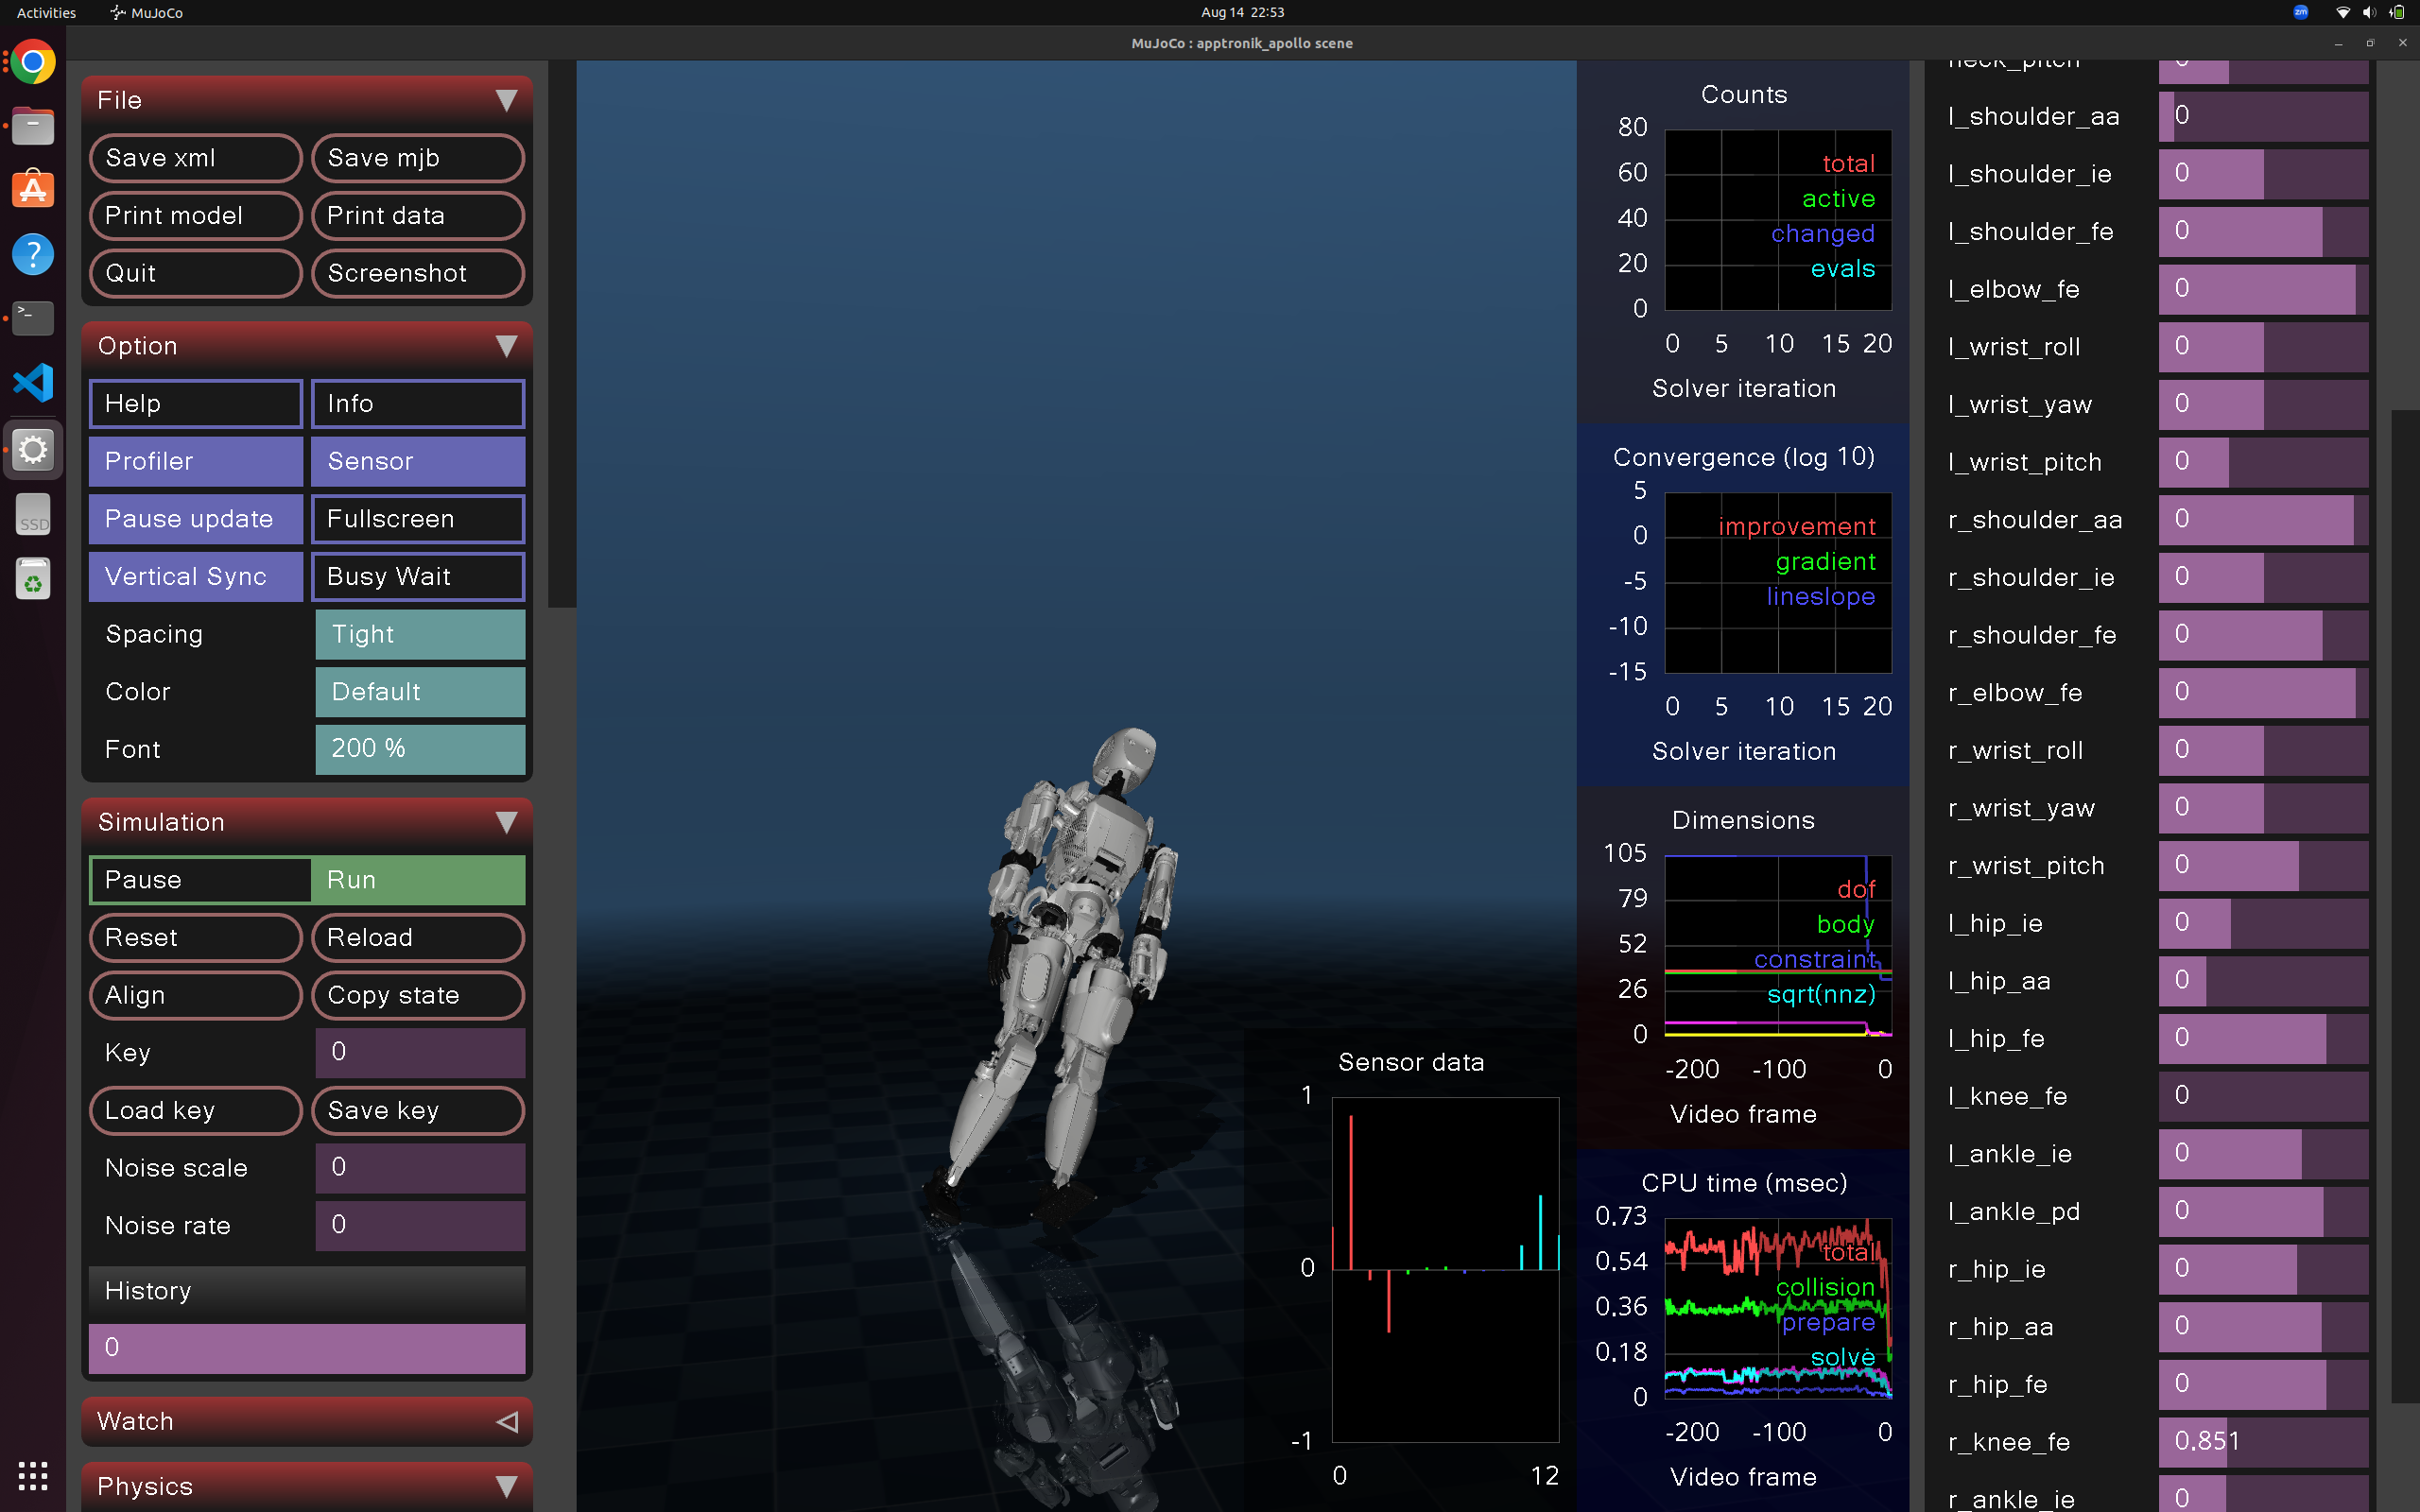 Activities MuJoCo Aug 14 22:53 zm
MuJoCo : apptronik_apollo scene
File
Save xml Save mjb
Print model Print data
Quit Screenshot
Option
Help Info
Profiler Sensor
Pause update Fullscreen
Vertical Sync Busy Wait
Spacing Tight
Color Default
Font 200 %
Simulation
Pause Run
Reset Reload
Align Copy state
Key 0
Load key Save key
Noise scale 0
Noise rate 0
History
0
Watch
Physics
SSD
Sensor data
1
0
-1
0 12
Counts
80
60
40
20
0
total
active
changed
evals
0 5 10 15 20
Solver iteration
Convergence (log 10)
5
0
-5
-10
-15
improvement
gradient
lineslope
0 5 10 15 20
Solver iteration
Dimensions
105
79
52
26
0
dof
body
constraint
sqrt(nnz)
-200 -100 0
Video frame
CPU time (msec)
0.73
0.54
0.36
0.18
0
total
collision
prepare
solve
-200 -100 0
Video frame
neck_pitch 0
l_shoulder_aa 0
l_shoulder_ie 0
l_shoulder_fe 0
l_elbow_fe 0
l_wrist_roll 0
l_wrist_yaw 0
l_wrist_pitch 0
r_shoulder_aa 0
r_shoulder_ie 0
r_shoulder_fe 0
r_elbow_fe 0
r_wrist_roll 0
r_wrist_yaw 0
r_wrist_pitch 0
l_hip_ie 0
l_hip_aa 0
l_hip_fe 0
l_knee_fe 0
l_ankle_ie 0
l_ankle_pd 0
r_hip_ie 0
r_hip_aa 0
r_hip_fe 0
r_knee_fe 0.851
r_ankle_ie 0